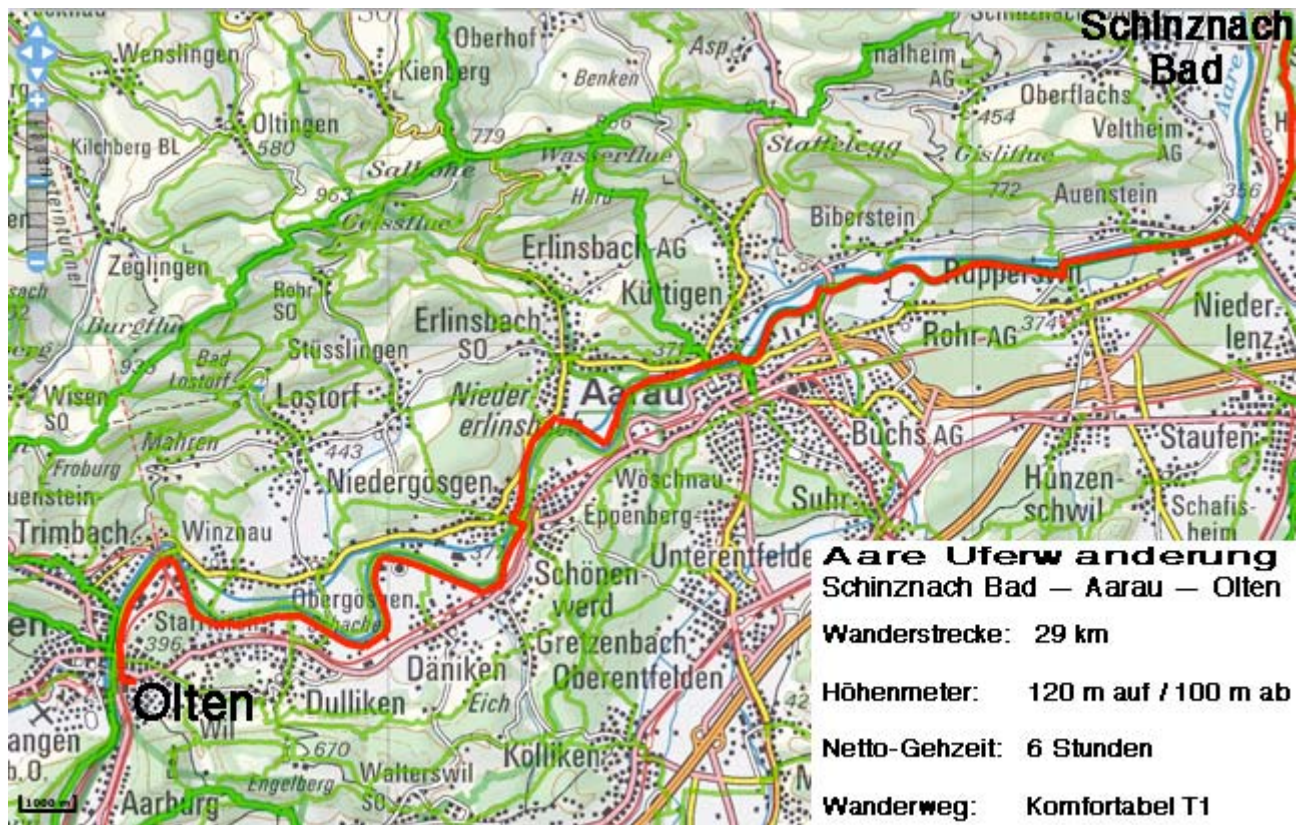 Schinznach
Bad
Oberhof
Asp
Wenslingen
Kienberg
Benken
AG
Oberflachs
Aare
Oltingen
580
779
454
Veltheim
AG
Kilchberg BL
Salhöhe
Wasserflue
Staffelegg
Gisliflue
963
Hard
772
Auenstein
356
Geissflue
Biberstein
Erlinsbach AG
Zeglingen
Rohr
SO
Küttigen
Rupperswil
Nieder-
lenz
Burgflue
Erlinsbach
SO
Rohr AG
374
Stüsslingen
Bad
Lostorf
Wisen
SO
Lostorf
Nieder-
erlinsbach
Aarau
Mahren
Buchs AG
Staufen
Froburg
443
Niedergösgen
Wöschnau
Suhr
Hunzen-
schwil
Schafis-
heim
Trimbach
Winznau
Eppenberg
Unterentfelde
Schönen-
werd
Obergösgen
396
Gretzenbach
Däniken
Oberentfelden
Olten
Dulliken
Eich
Wil
670
Kölliken
Engelberg
Walterswil
SO
Aarburg
1000 m
Aare Uferwanderung
Schinznach Bad – Aarau – Olten
Wanderstrecke: 29 km
Höhenmeter: 120 m auf / 100 m ab
Netto-Gehzeit: 6 Stunden
Wanderweg: Komfortabel T1